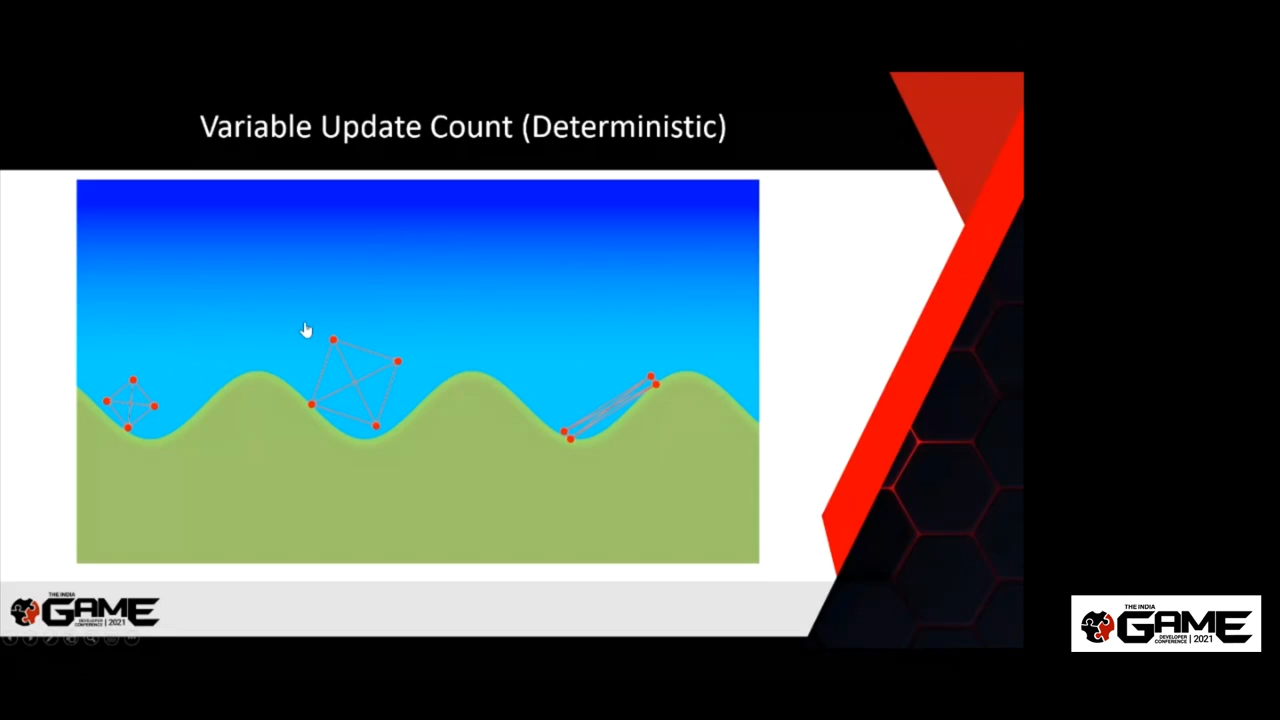 Variable Update Count (Deterministic)
THE INDIA
GAME
DEVELOPER
CONFERENCE | 2021
THE INDIA
GAME
DEVELOPER
CONFERENCE | 2021